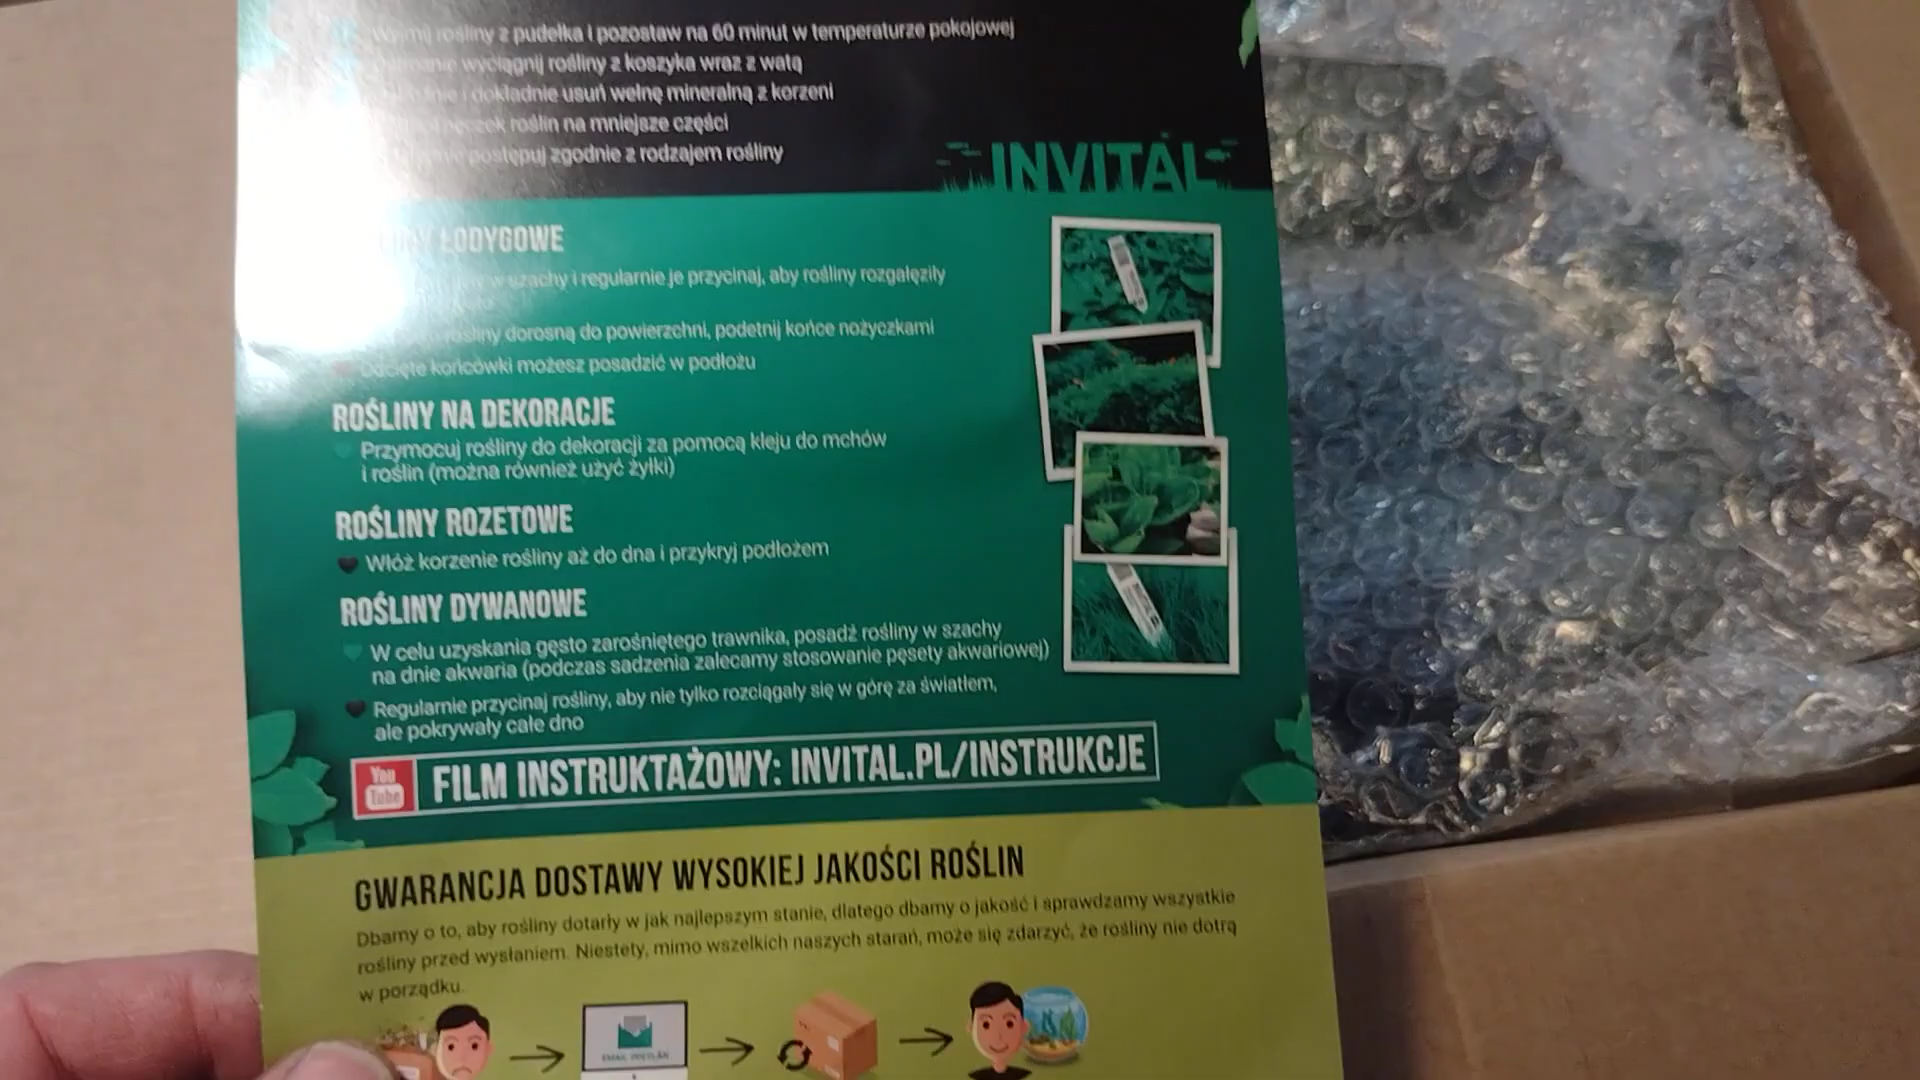 rośliny z pudełka i pozostaw na 60 minut w temperaturze pokojowej
wyciągnij rośliny z koszyka wraz z watą
i dokładnie usuń wełnę mineralną z korzeni
roślin na mniejsze części
postępuj zgodnie z rodzajem rośliny
INVITAL
ŁODYGOWE
w szachy i regularnie je przycinaj, aby rośliny rozgałęziły
rośliny dorosną do powierzchni, podetnij końce nożyczkami
Odcięte końcówki możesz posadzić w podłożu
ROŚLINY NA DEKORACJE
Przymocuj rośliny do dekoracji za pomocą kleju do mchów
i roślin (można również użyć żyłki)
ROŚLINY ROZETOWE
Włóż korzenie rośliny aż do dna i przykryj podłożem
ROŚLINY DYWANOWE
W celu uzyskania gęsto zarośniętego trawnika, posadź rośliny w szachy
na dnie akwaria (podczas sadzenia zalecamy stosowanie pęsety akwariowej)
Regularnie przycinaj rośliny, aby nie tylko rozciągały się w górę za światłem,
ale pokrywały całe dno
You Tube
FILM INSTRUKTAŻOWY: INVITAL.PL/INSTRUKCJE
GWARANCJA DOSTAWY WYSOKIEJ JAKOŚCI ROŚLIN
Dbamy o to, aby rośliny dotarły w jak najlepszym stanie, dlatego dbamy o jakość i sprawdzamy wszystkie
rośliny przed wysłaniem. Niestety, mimo wszelkich naszych starań, może się zdarzyć, że rośliny nie dotrą
w porządku.